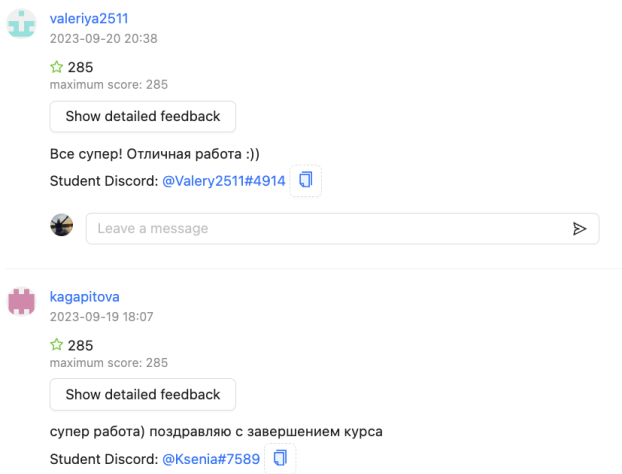 valeriya2511
2023-09-20 20:38
285
maximum score: 285
Show detailed feedback
Все супер! Отличная работа :))
Student Discord: @Valery2511#4914
Leave a message
kagapitova
2023-09-19 18:07
285
maximum score: 285
Show detailed feedback
супер работа) поздравляю с завершением курса
Student Discord: @Ksenia#7589